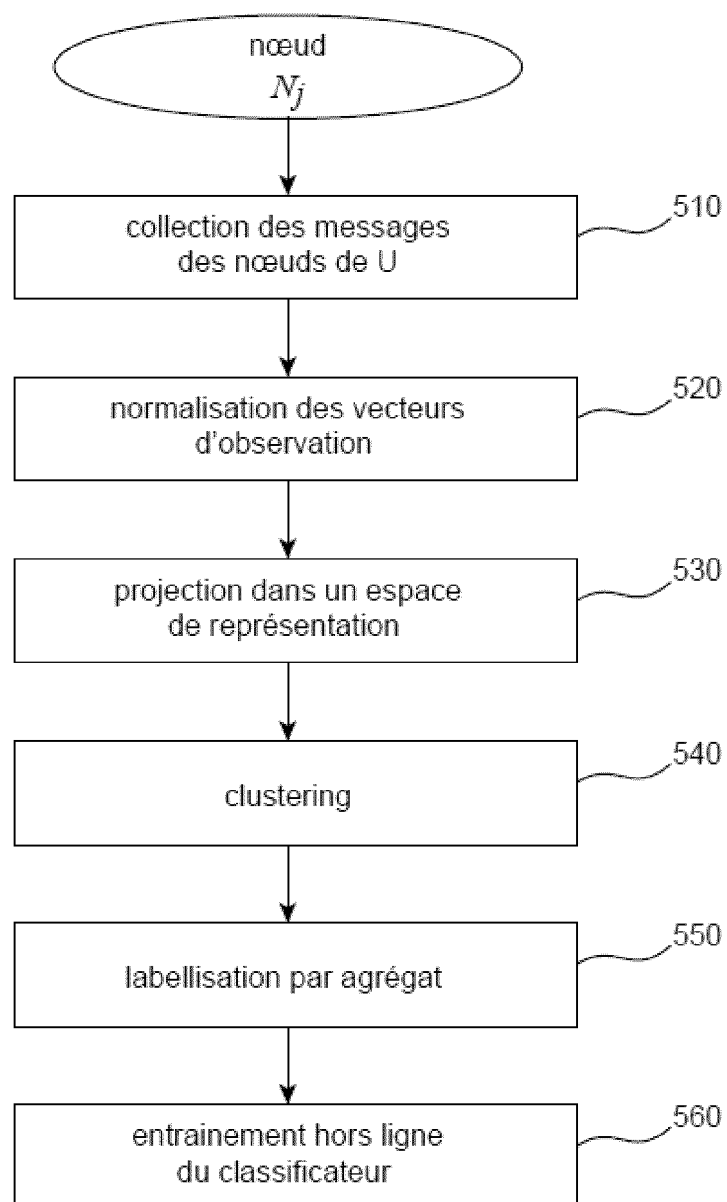 nœud
N_j
collection des messages
des nœuds de U
510
normalisation des vecteurs
d'observation
520
projection dans un espace
de représentation
530
clustering
540
labellisation par agrégat
550
entrainement hors ligne
du classificateur
560